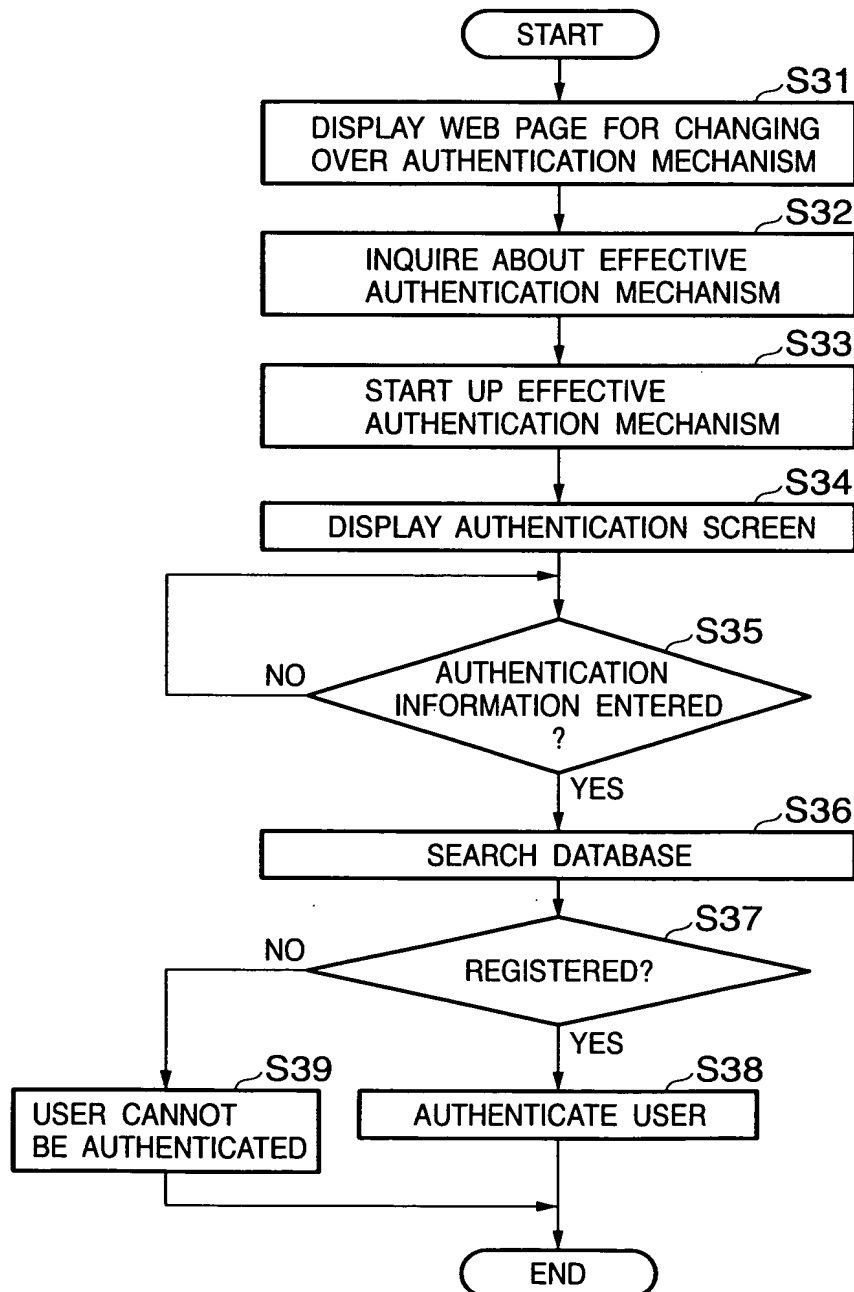 START
S31
DISPLAY WEB PAGE FOR CHANGING
OVER AUTHENTICATION MECHANISM
S32
INQUIRE ABOUT EFFECTIVE
AUTHENTICATION MECHANISM
S33
START UP EFFECTIVE
AUTHENTICATION MECHANISM
S34
DISPLAY AUTHENTICATION SCREEN
S35
NO
AUTHENTICATION
INFORMATION ENTERED
?
YES
S36
SEARCH DATABASE
S37
NO
REGISTERED?
YES
S39
USER CANNOT
BE AUTHENTICATED
S38
AUTHENTICATE USER
END